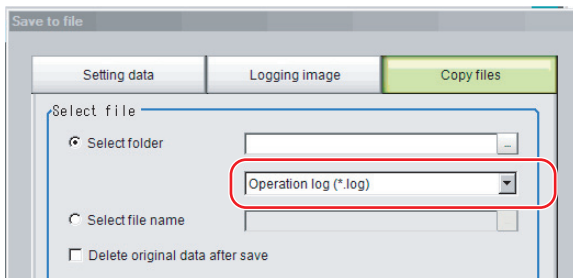 Save to file
Setting data
Logging image
Copy files
Select file
Select folder
...
Operation log (*.log)
Select file name
Delete original data after save